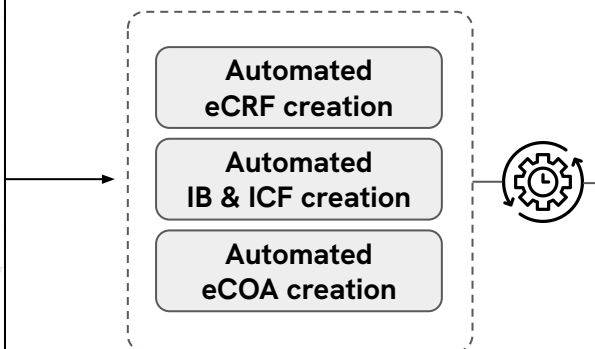 Automated
eCRF creation
Automated
IB & ICF creation
Automated
eCOA creation